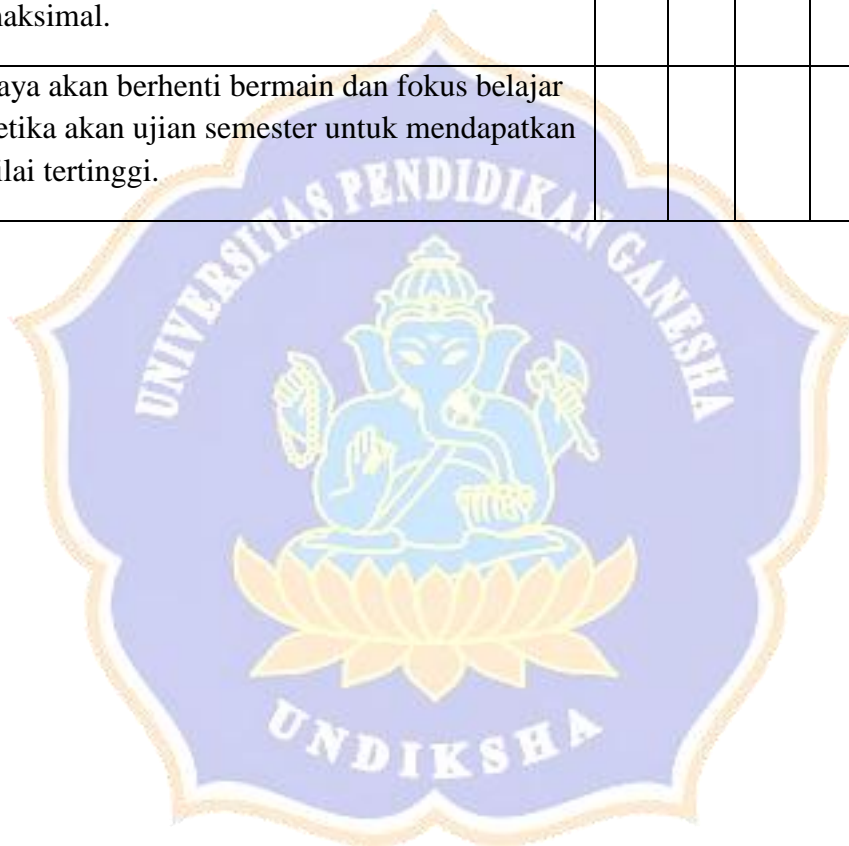 aksimal.
aya akan berhenti bermain dan fokus belajar
etika akan ujian semester untuk mendapatkan
ilai tertinggi.
UNIVERSITAS PENDIDIKAN GANESHA
UNDIKSHA